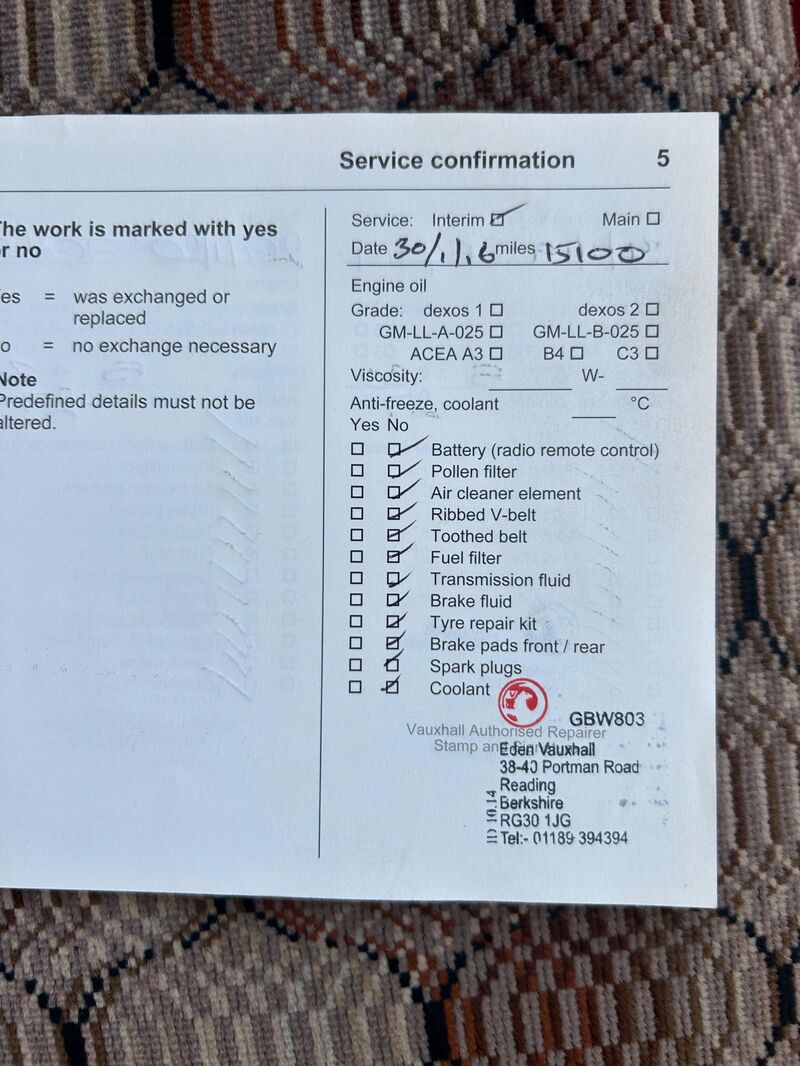 Service confirmation 5
The work is marked with yes
or no
Yes = was exchanged or
replaced
No = no exchange necessary
Note
Predefined details must not be
altered.
Service: Interim Main
Date 30/1/16 miles 15100
Engine oil
Grade: dexos 1 dexos 2
GM-LL-A-025 GM-LL-B-025
ACEA A3 B4 C3
Viscosity: W-
Anti-freeze, coolant °C
Yes No
Battery (radio remote control)
Pollen filter
Air cleaner element
Ribbed V-belt
Toothed belt
Fuel filter
Transmission fluid
Brake fluid
Tyre repair kit
Brake pads front / rear
Spark plugs
Coolant
GBW803
Vauxhall Authorised Repairer
Stamp and
Eden Vauxhall
38-40 Portman Road
Reading
Berkshire
RG30 1JG
Tel:- 01189 394394